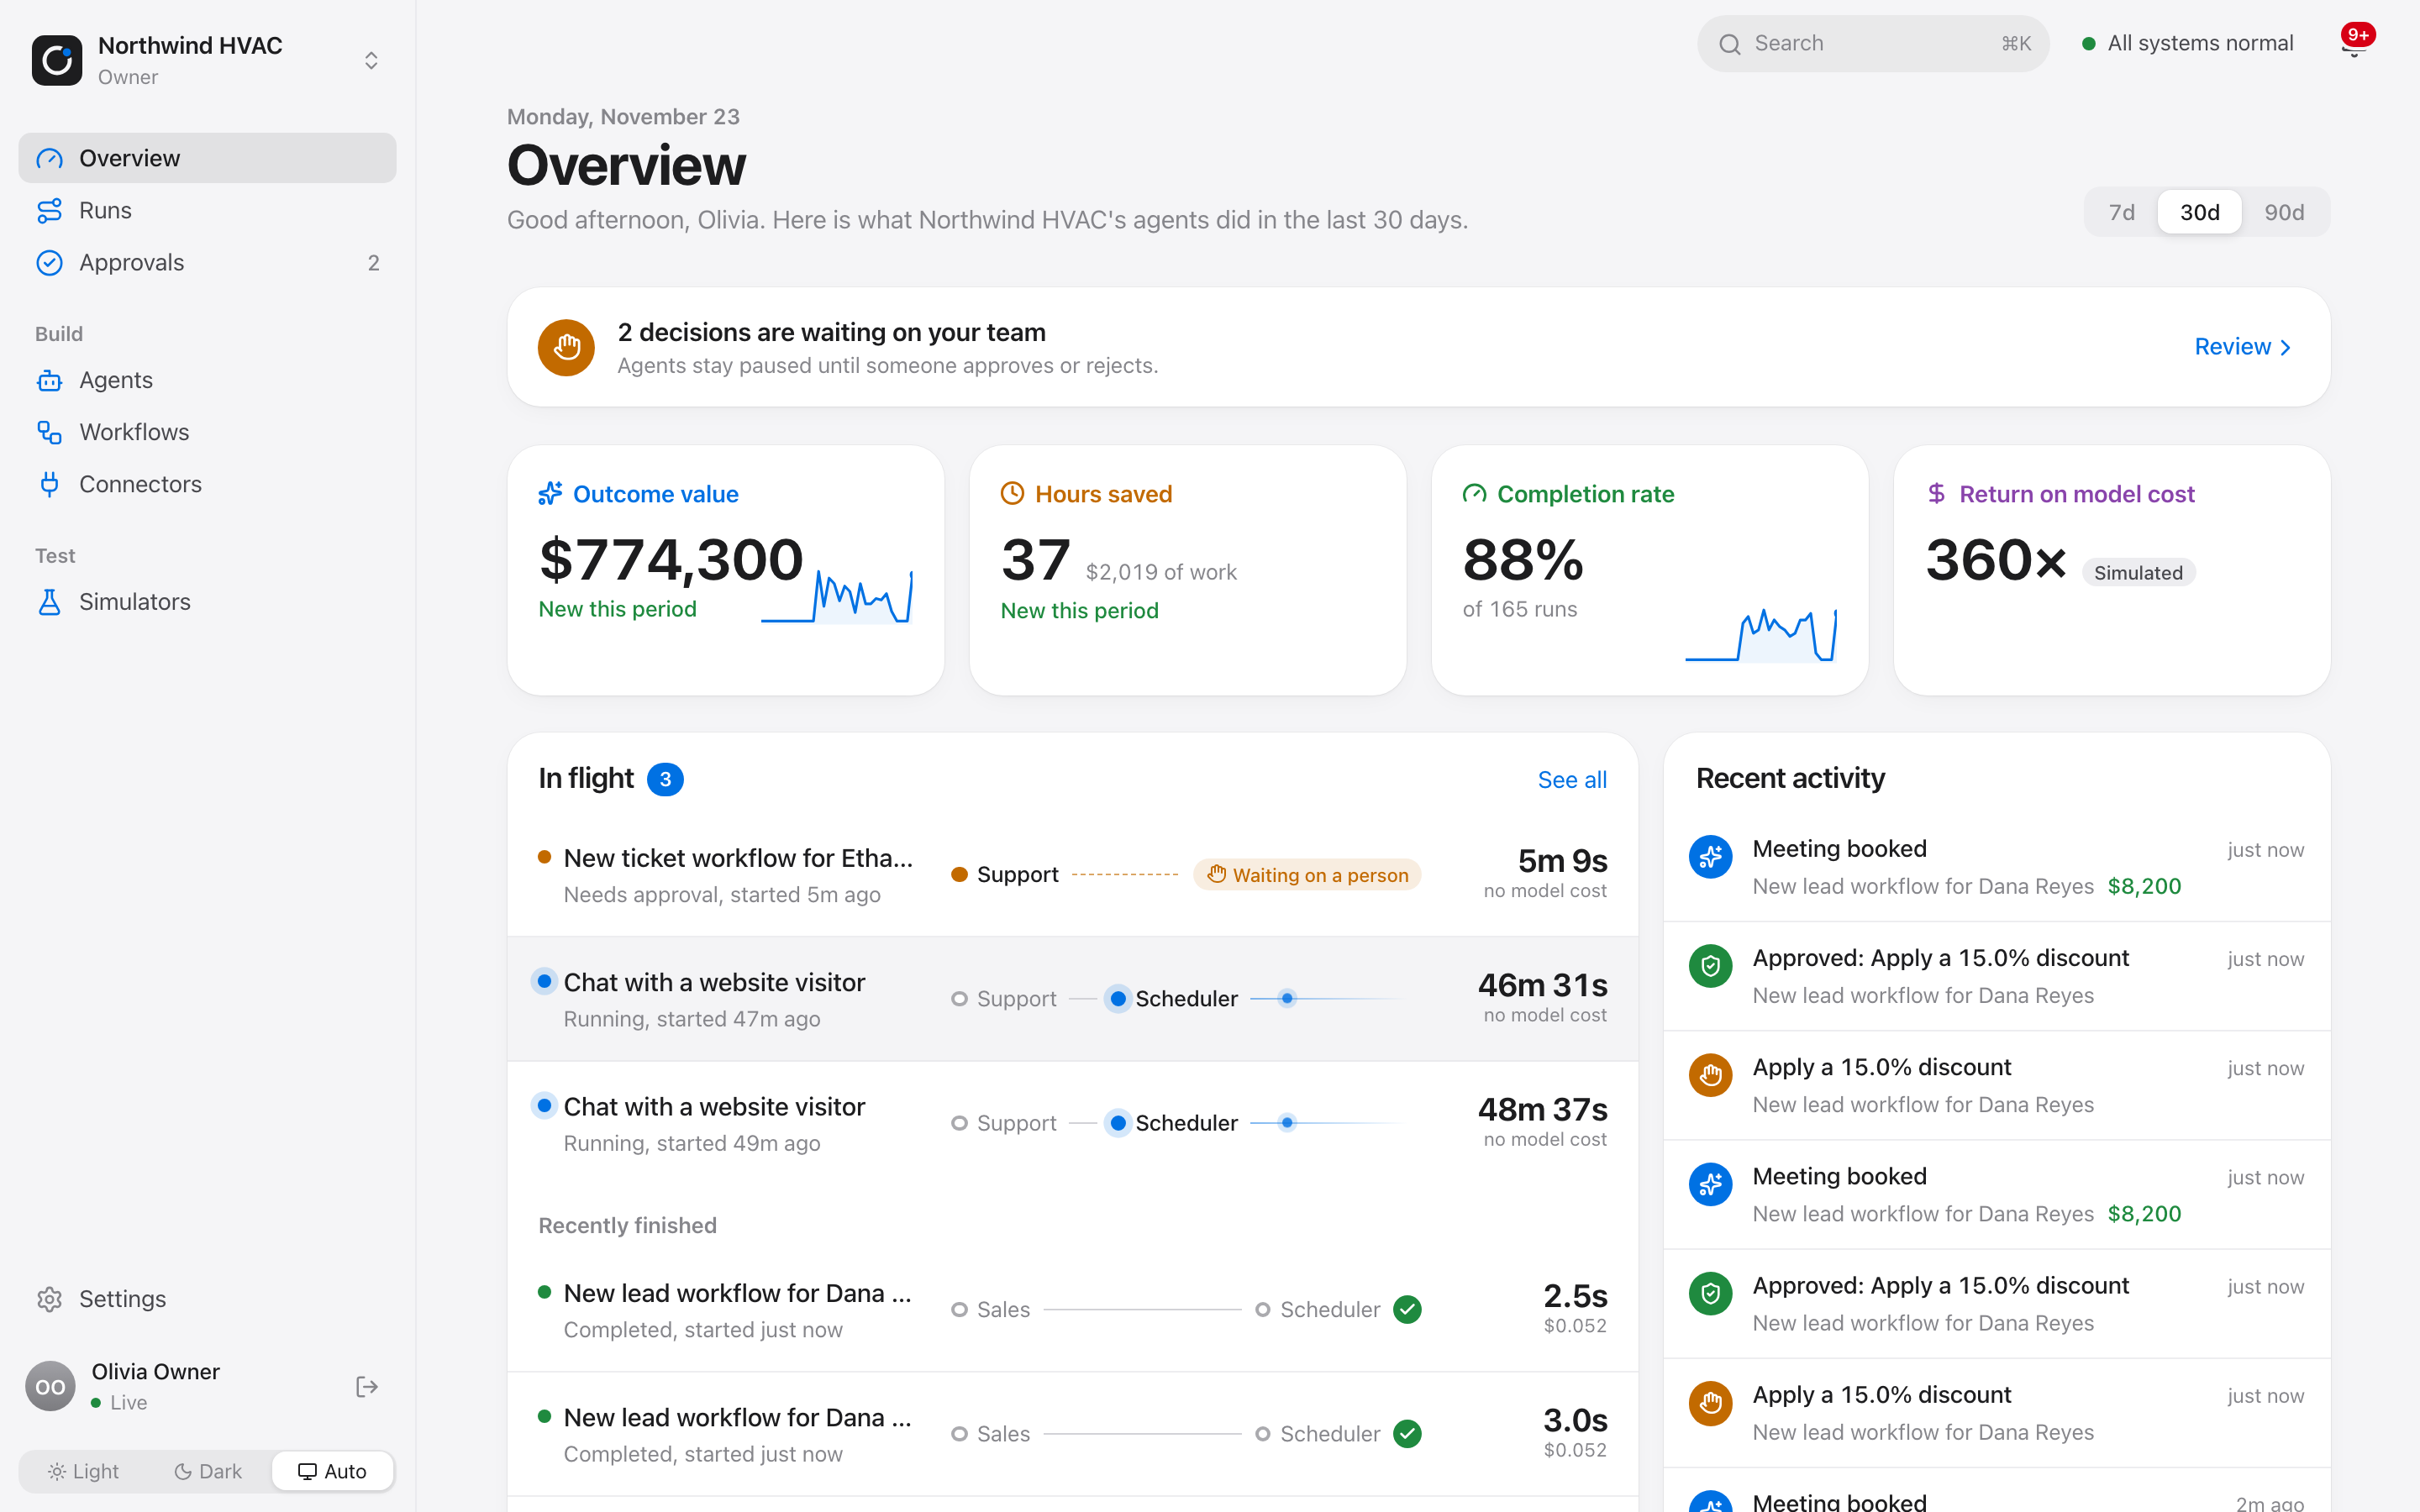 Northwind HVAC
Owner
Overview
Runs
Approvals 2
Build
Agents
Workflows
Connectors
Test
Simulators
Settings
OO
Olivia Owner
Live
Light Dark Auto
Search ⌘K
All systems normal
9+
Monday, November 23
Overview
Good afternoon, Olivia. Here is what Northwind HVAC's agents did in the last 30 days.
7d 30d 90d
2 decisions are waiting on your team
Agents stay paused until someone approves or rejects.
Review
Outcome value
$774,300
New this period
Hours saved
37 $2,019 of work
New this period
Completion rate
88%
of 165 runs
Return on model cost
360× Simulated
In flight 3
See all
New ticket workflow for Etha...
Needs approval, started 5m ago
Support Waiting on a person
5m 9s
no model cost
Chat with a website visitor
Running, started 47m ago
Support Scheduler
46m 31s
no model cost
Chat with a website visitor
Running, started 49m ago
Support Scheduler
48m 37s
no model cost
Recently finished
New lead workflow for Dana ...
Completed, started just now
Sales Scheduler
2.5s
$0.052
New lead workflow for Dana ...
Completed, started just now
Sales Scheduler
3.0s
$0.052
Recent activity
Meeting booked just now
New lead workflow for Dana Reyes $8,200
Approved: Apply a 15.0% discount just now
New lead workflow for Dana Reyes
Apply a 15.0% discount just now
New lead workflow for Dana Reyes
Meeting booked just now
New lead workflow for Dana Reyes $8,200
Approved: Apply a 15.0% discount just now
New lead workflow for Dana Reyes
Apply a 15.0% discount just now
New lead workflow for Dana Reyes
Meeting booked 2m ago